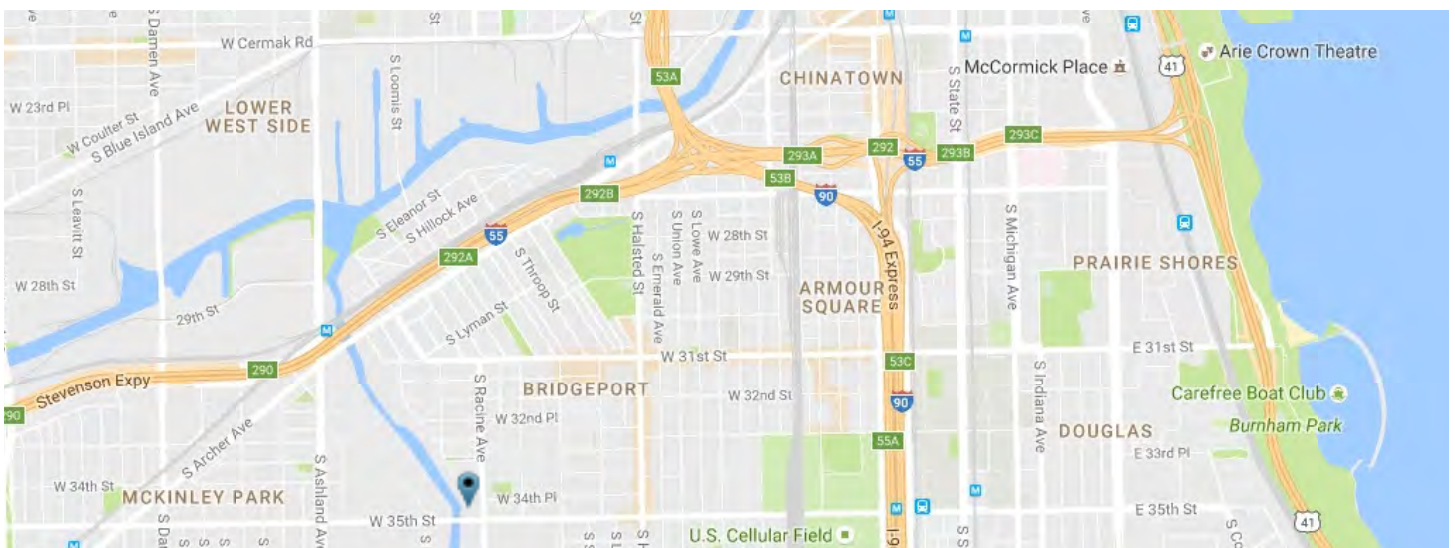 W Cermak Rd
S Damen Ave
S Loomis St
St
St
Ave
53A
CHINATOWN
M
M
McCormick Place
41
Arie Crown Theatre
W 23rd Pl
LOWER
WEST SIDE
W Coulter St
S Blue Island Ave
S State St
293C
293A
292
293B
55
M
53B
292B
90
S Leavitt St
S Eleanor St
S Hillock Ave
55
292A
S Throop St
S Halsted St
S Union Ave
S Lowe Ave
W 28th St
W 29th St
I-94 Express
S Michigan Ave
PRAIRIE SHORES
W 28th St
29th St
M
S Lyman St
S Emerald Ave
ARMOUR
SQUARE
W 31st St
53C
E 31st St
290
Stevenson Expy
290
S Racine Ave
BRIDGEPORT
W 32nd St
90
S Indiana Ave
Carefree Boat Club
Burnham Park
W 32nd Pl
S Archer Ave
55A
DOUGLAS
E 33rd Pl
W 34th St
MCKINLEY PARK
S Ashland Ave
W 34th Pl
M
W 35th St
M
E 35th St
41
U.S. Cellular Field
M